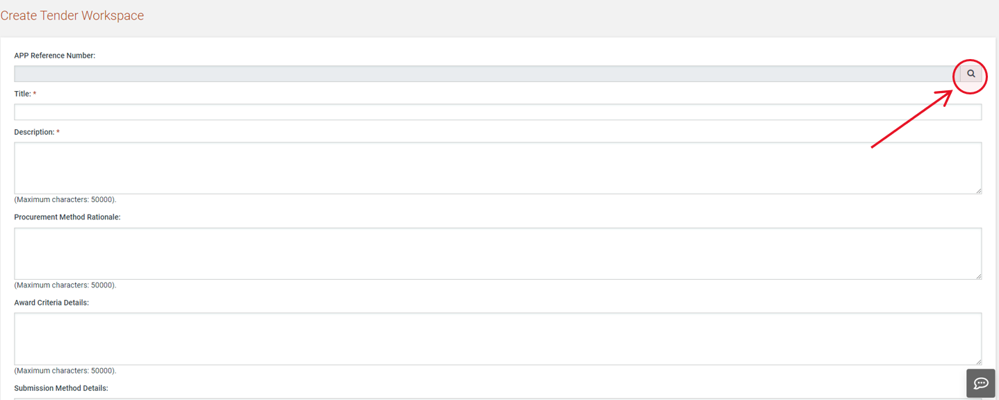 Create Tender Workspace
APP Reference Number:
Title: *
Description: *
(Maximum characters: 50000).
Procurement Method Rationale:
(Maximum characters: 50000).
Award Criteria Details:
(Maximum characters: 50000).
Submission Method Details: